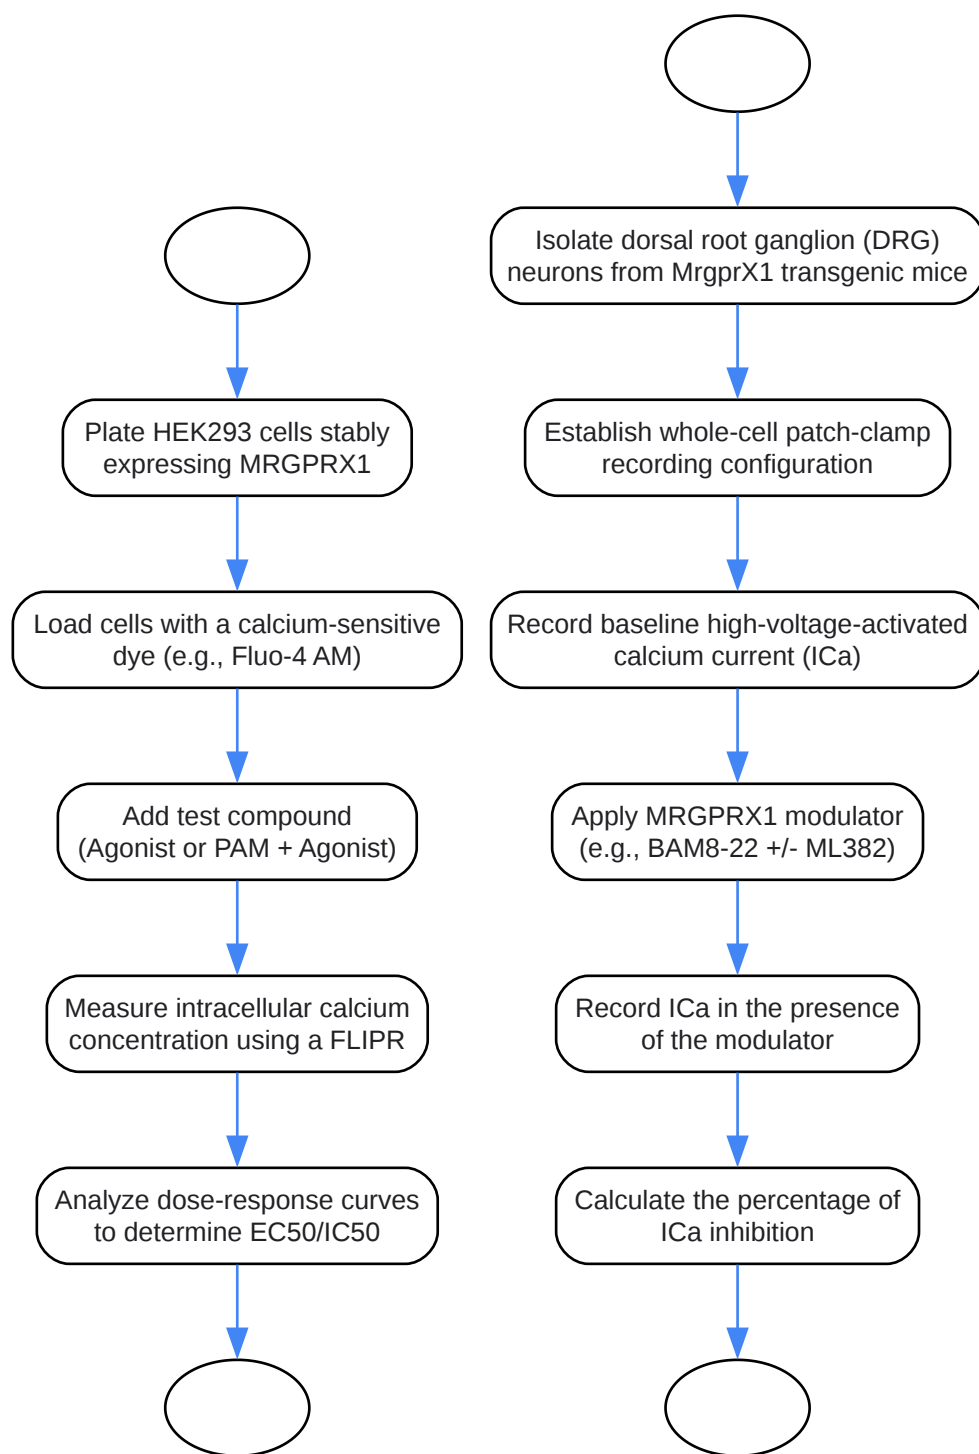 Plate HEK293 cells stably
expressing MRGPRX1
Load cells with a calcium-sensitive
dye (e.g., Fluo-4 AM)
Add test compound
(Agonist or PAM + Agonist)
Measure intracellular calcium
concentration using a FLIPR
Analyze dose-response curves
to determine EC50/IC50
Isolate dorsal root ganglion (DRG)
neurons from MrgprX1 transgenic mice
Establish whole-cell patch-clamp
recording configuration
Record baseline high-voltage-activated
calcium current (ICa)
Apply MRGPRX1 modulator
(e.g., BAM8-22 +/- ML382)
Record ICa in the presence
of the modulator
Calculate the percentage of
ICa inhibition